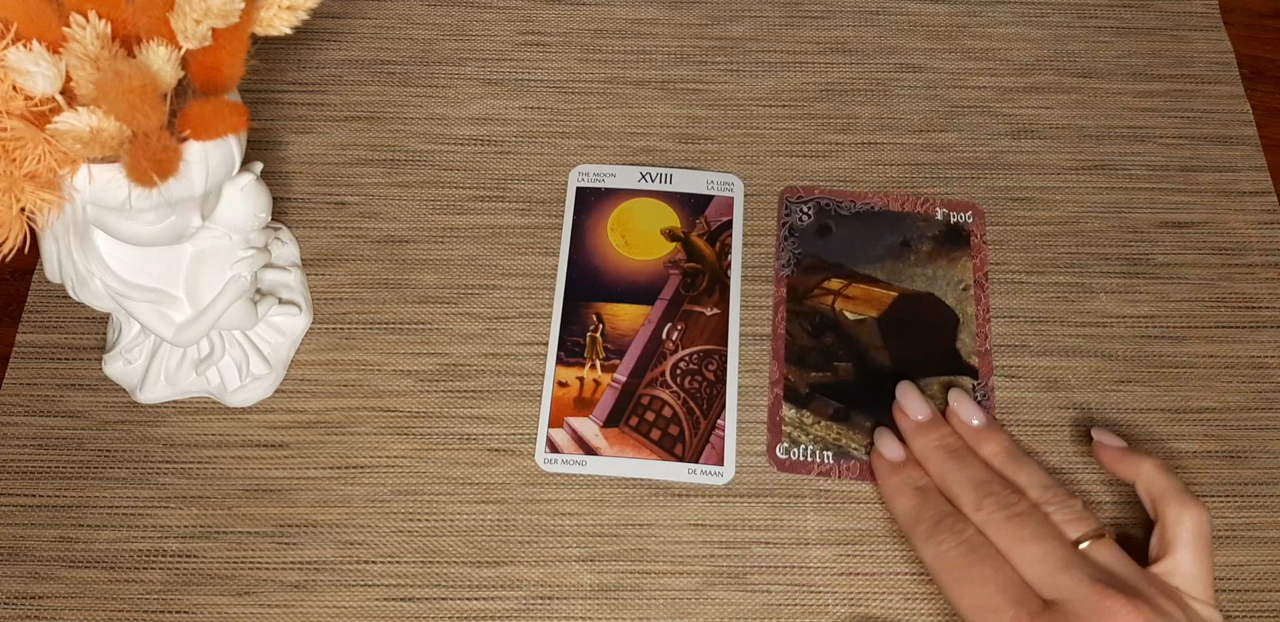 THE MOON
LA LUNA
XVIII
LA LUNA
LA LUNE
DER MOND
DE MAAN
8
Гроб
Coffin